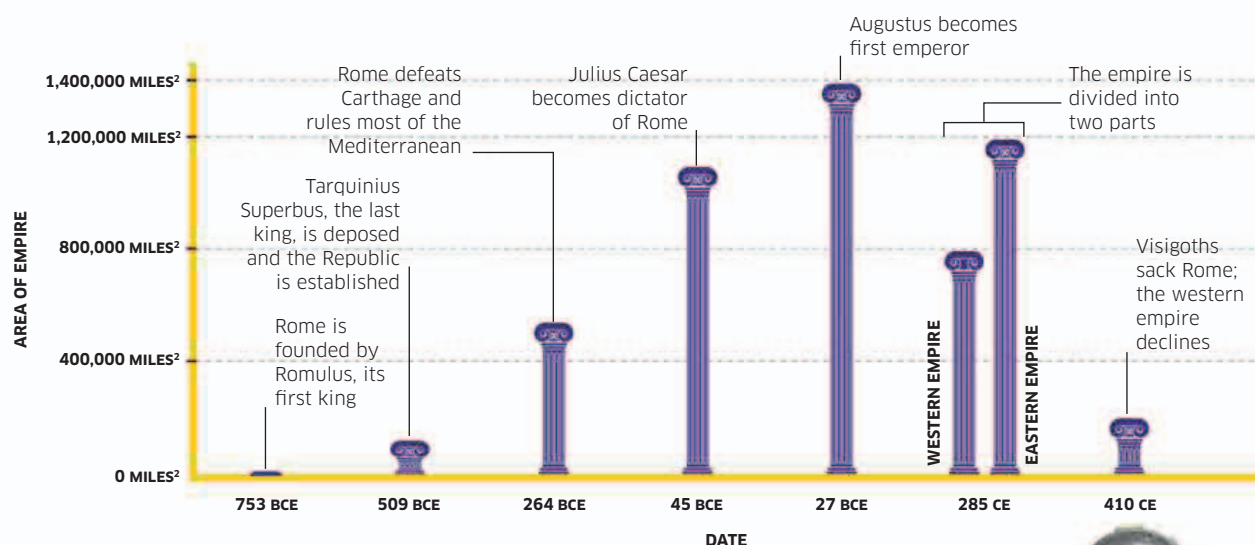 Augustus becomes
first emperor
Rome defeats
Carthage and
rules most of the
Mediterranean
Julius Caesar
becomes dictator
of Rome
The empire is
divided into
two parts
Tarquinius
Superbus, the last
king, is deposed
and the Republic
is established
Rome is
founded by
Romulus, its
first king
Visigoths
sack Rome;
the western
empire
declines
AREA OF EMPIRE
1,400,000 MILES²
1,200,000 MILES²
800,000 MILES²
400,000 MILES²
0 MILES²
WESTERN EMPIRE
EASTERN EMPIRE
753 BCE
509 BCE
264 BCE
45 BCE
27 BCE
285 CE
410 CE
DATE